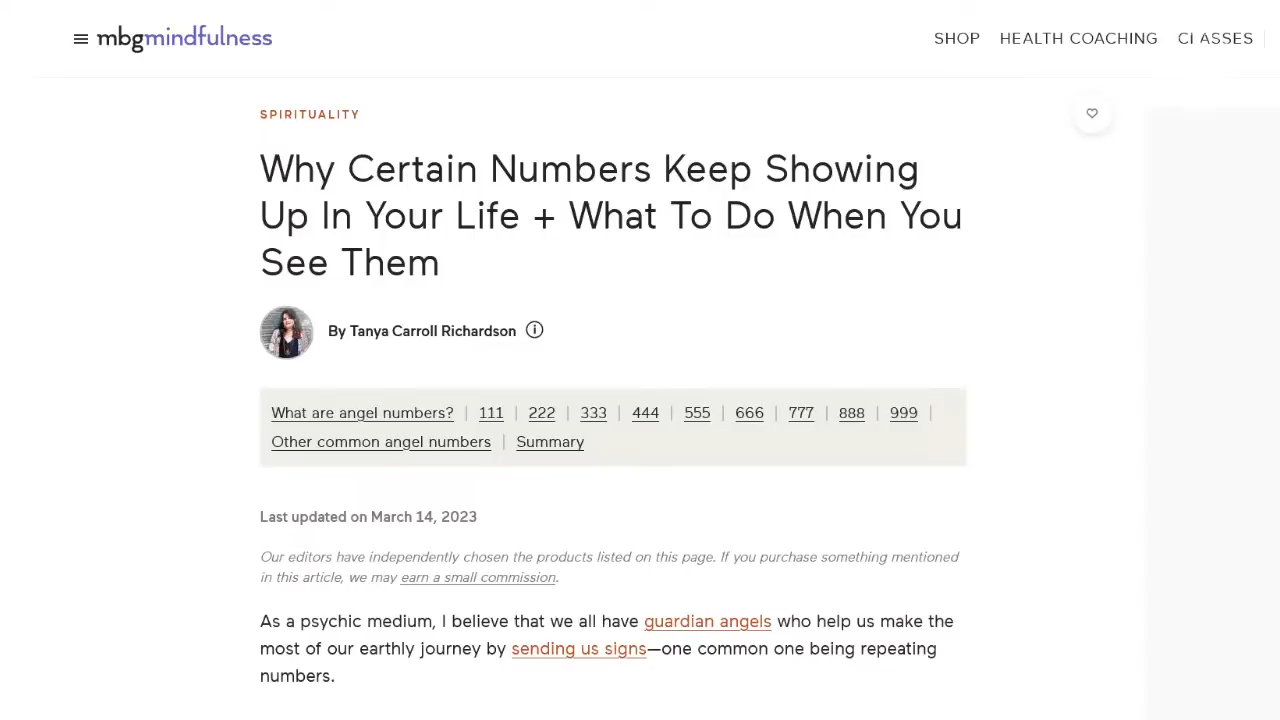 mbgmindfulness
SHOP HEALTH COACHING CLASSES
SPIRITUALITY
Why Certain Numbers Keep Showing
Up In Your Life + What To Do When You
See Them
By Tanya Carroll Richardson
What are angel numbers? | 111 | 222 | 333 | 444 | 555 | 666 | 777 | 888 | 999 |
Other common angel numbers | Summary
Last updated on March 14, 2023
Our editors have independently chosen the products listed on this page. If you purchase something mentioned
in this article, we may earn a small commission.
As a psychic medium, I believe that we all have guardian angels who help us make the
most of our earthly journey by sending us signs—one common one being repeating
numbers.